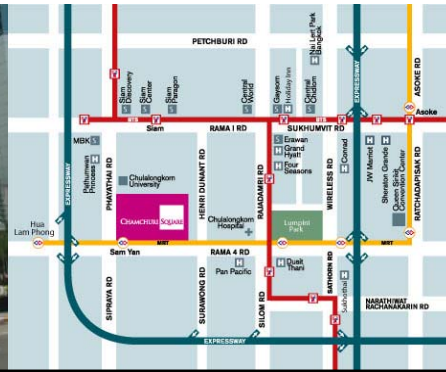 PETCHBURI RD
Nai Lert Park
Bangkok
H
EXPRESSWAY
ASOKE RD
Siam
Discovery
S
Siam
Center
S
Siam
Paragon
S
Central
World
S
Gaysorn
S
Holiday Inn
H
Central
Chidlom
S
Asoke
BTS
BTS
Siam
RAMA I RD
SUKHUMVIT RD
MBK S
Pathumwan
Princess
H
PHAYATHAI RD
Chulalongkorn
University
HENRI DUNANT RD
RAJADAMRI RD
S Erawan
H Grand
Hyatt
H Four
Seasons
WIRELESS RD
Conrad
H
JW Marriot
H
Sheraton Grande
H
Queen Sirikit
Convention Center
RATCHADAPISAK RD
EXPRESSWAY
CHAMCHURI SQUARE
Chulalongkorn
Hospital
Lumpini
Park
Hua
Lam Phong
MRT
MRT
Sam Yan
RAMA 4 RD
H
Pan Pacific
H Dusit
Thani
SATHORN RD
H
Sukhothai
SIPRAYA RD
SURAWONG RD
SILOM RD
NARATHIWAT
RACHANAKARIN RD
EXPRESSWAY